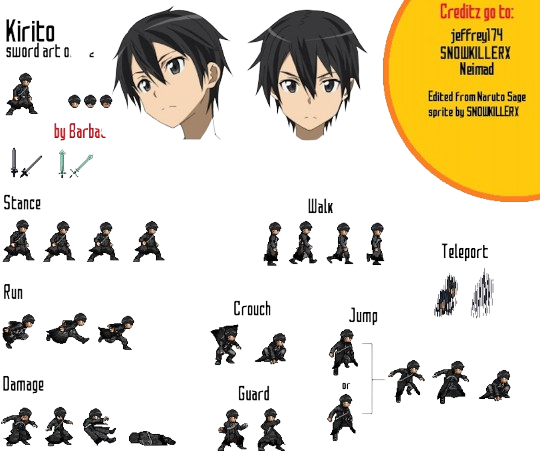 Kirito
sword art o
by Barba
Creditz go to:
jeffrey174
SNOWKILLERX
Neimad
Edited from Naruto Sage
sprite by SNOWKILLERX
Stance
Walk
Teleport
Run
Crouch
Jump
or
Damage
Guard